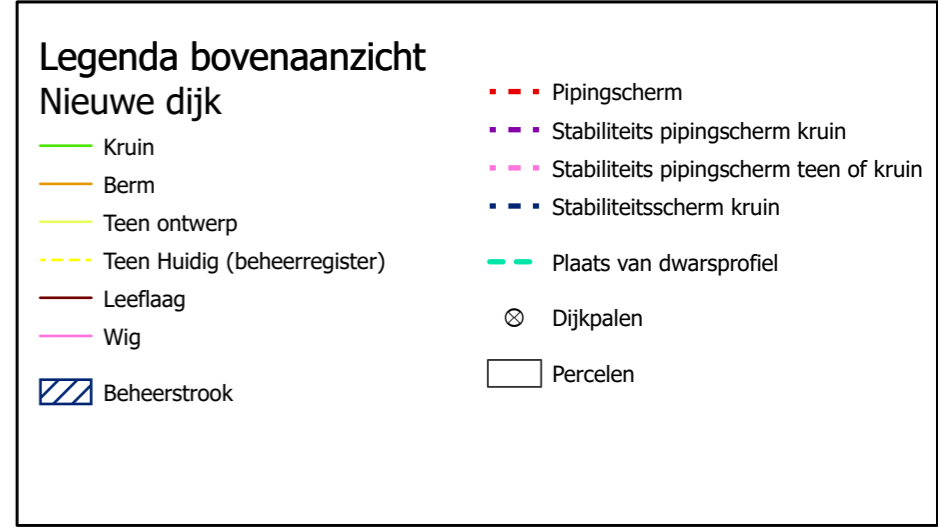 Legenda bovenaanzicht
Nieuwe dijk
Kruin
Berm
Teen ontwerp
Teen Huidig (beheerregister)
Leeflaag
Wig
Beheerstrook
Pipingscherm
Stabiliteits pipingscherm kruin
Stabiliteits pipingscherm teen of kruin
Stabiliteitsscherm kruin
Plaats van dwarsprofiel
Dijkpalen
Percelen